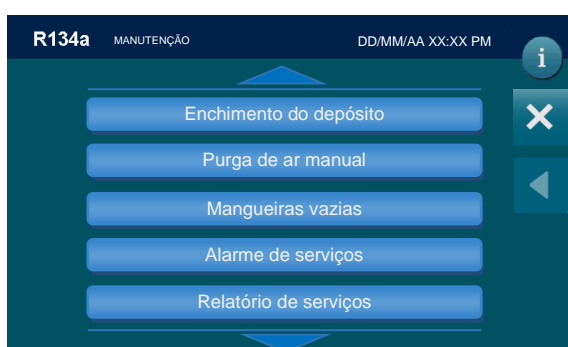 R134a MANUTENÇÃO DD/MM/AA XX:XX PM
i
Enchimento do depósito
Purga de ar manual
Mangueiras vazias
Alarme de serviços
Relatório de serviços